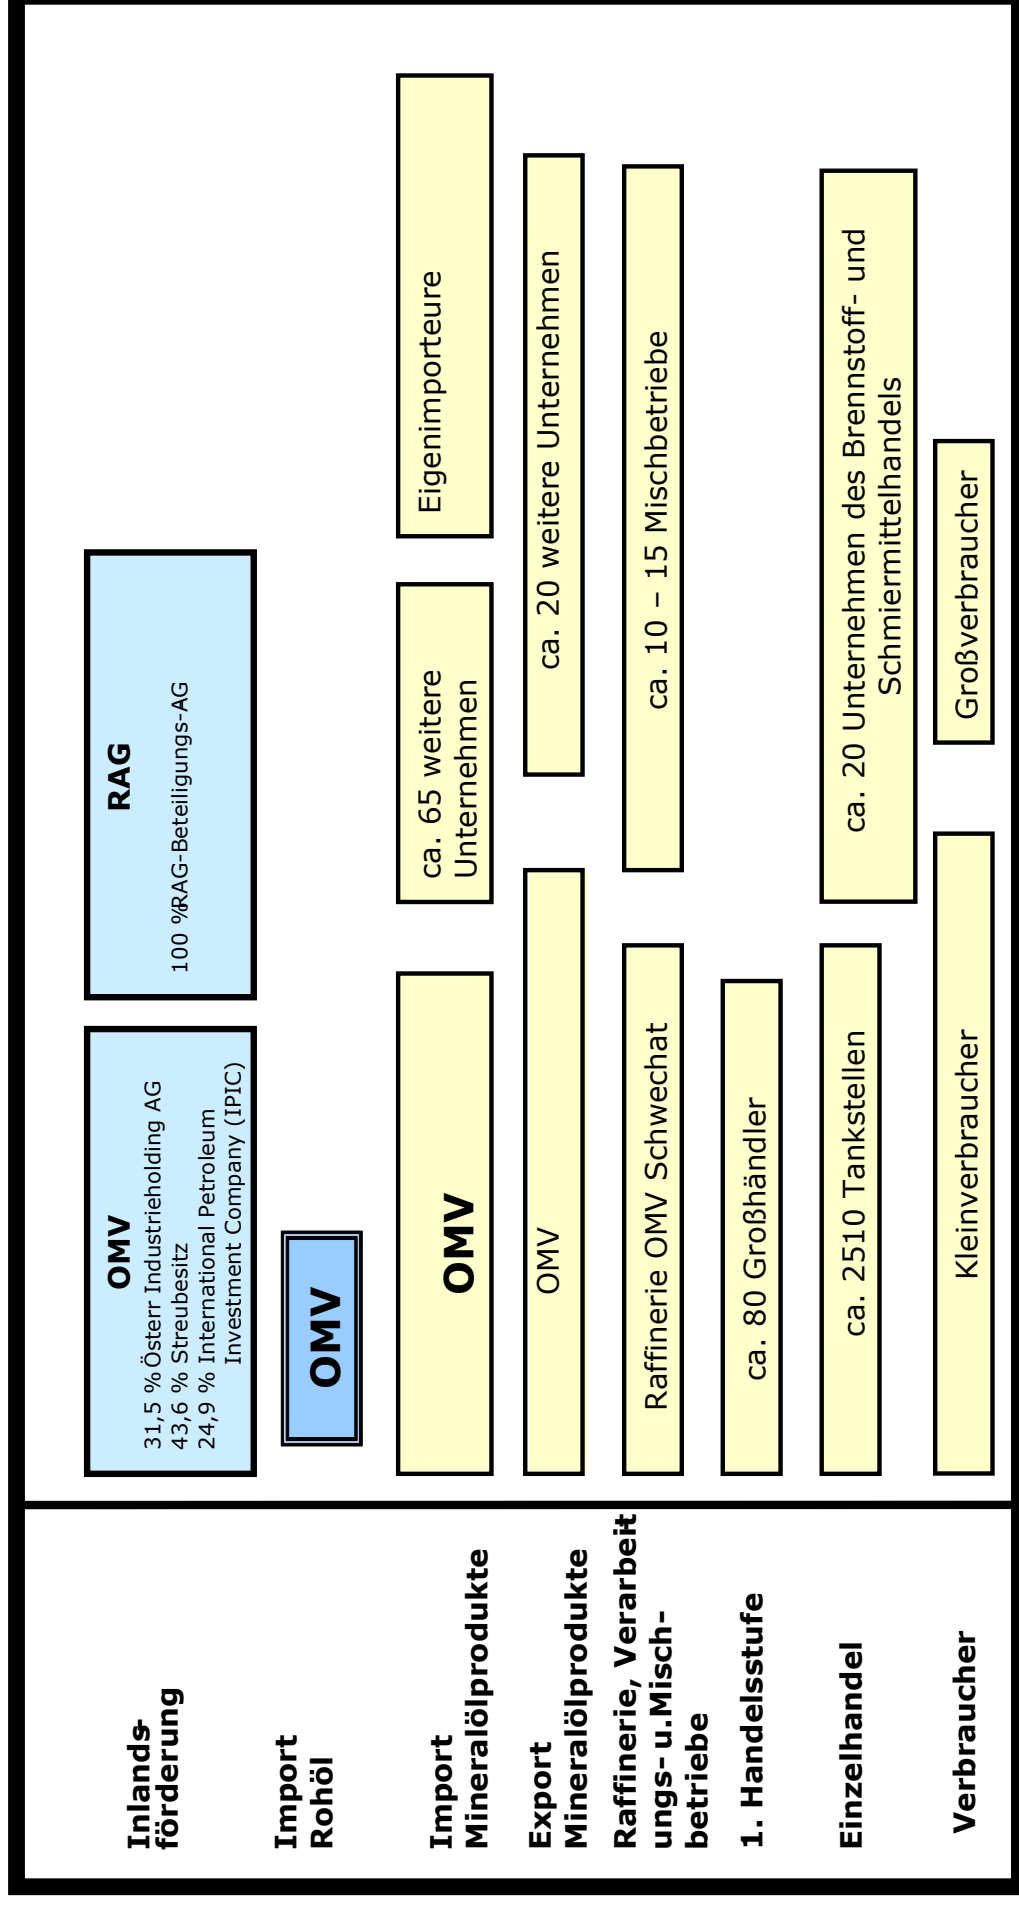 Inlands-
förderung
OMV
31,5 % Österr Industrieholding AG
43,6 % Streubesitz
24,9 % International Petroleum
Investment Company (IPIC)
RAG
100 %RAG-Beteiligungs-AG
Import
Rohöl
OMV
Import
Mineralölprodukte
OMV
ca. 65 weitere
Unternehmen
Eigenimporteure
Export
Mineralölprodukte
OMV
ca. 20 weitere Unternehmen
Raffinerie, Verarbeit-
ungs- u.Misch-
betriebe
Raffinerie OMV Schwechat
ca. 10 – 15 Mischbetriebe
1. Handelsstufe
ca. 80 Großhändler
Einzelhandel
ca. 2510 Tankstellen
ca. 20 Unternehmen des Brennstoff- und
Schmiermittelhandels
Verbraucher
Kleinverbraucher
Großverbraucher